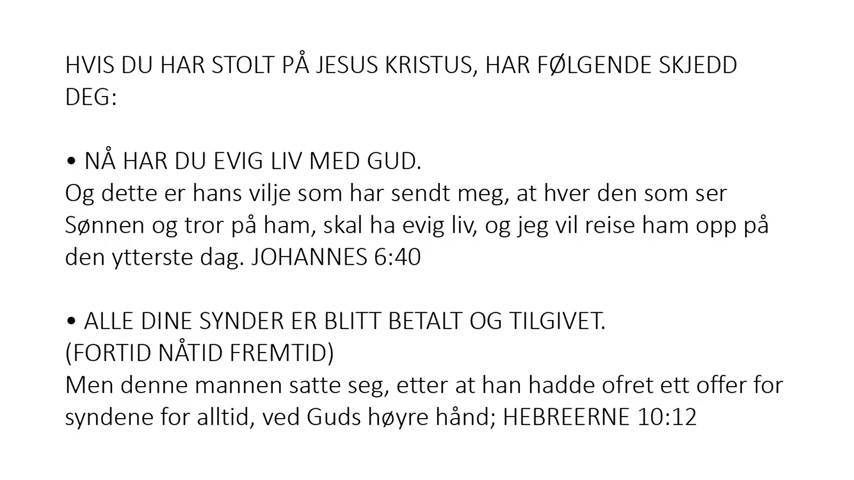 HVIS DU HAR STOLT PÅ JESUS KRISTUS, HAR FØLGENDE SKJEDD
DEG:
• NÅ HAR DU EVIG LIV MED GUD.
Og dette er hans vilje som har sendt meg, at hver den som ser
Sønnen og tror på ham, skal ha evig liv, og jeg vil reise ham opp på
den ytterste dag. JOHANNES 6:40
• ALLE DINE SYNDER ER BLITT BETALT OG TILGIVET.
(FORTID NÅTID FREMTID)
Men denne mannen satte seg, etter at han hadde ofret ett offer for
syndene for alltid, ved Guds høyre hånd; HEBREERNE 10:12